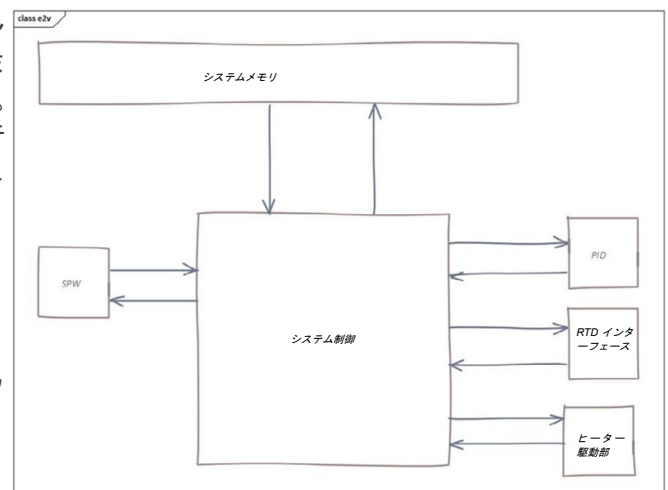 class e2v
システムメモリ
SPW
システム制御
PID
RTD インタ
ーフェース
ヒーター
駆動部